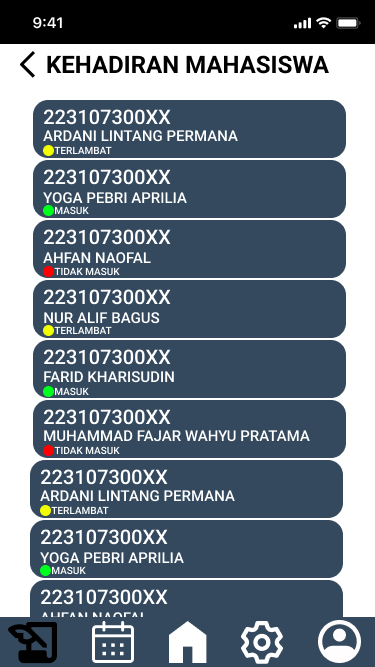 9:41
KEHADIRAN MAHASISWA
223107300XX
ARDANI LINTANG PERMANA
TERLAMBAT
223107300XX
YOGA PEBRI APRILIA
MASUK
223107300XX
AHFAN NAOFAL
TIDAK MASUK
223107300XX
NUR ALIF BAGUS
TERLAMBAT
223107300XX
FARID KHARISUDIN
MASUK
223107300XX
MUHAMMAD FAJAR WAHYU PRATAMA
TIDAK MASUK
223107300XX
ARDANI LINTANG PERMANA
TERLAMBAT
223107300XX
YOGA PEBRI APRILIA
MASUK
223107300XX
AHFAN NAOFAL